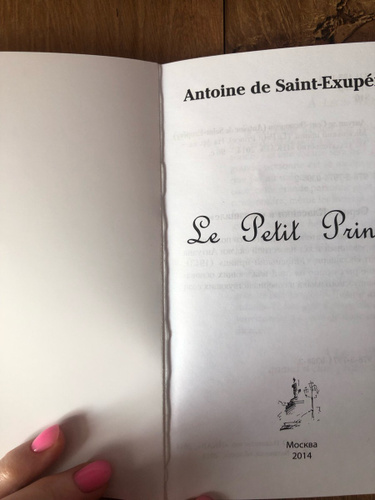 Antoine de Saint-Exupé
Le Petit Prin
Москва
2014